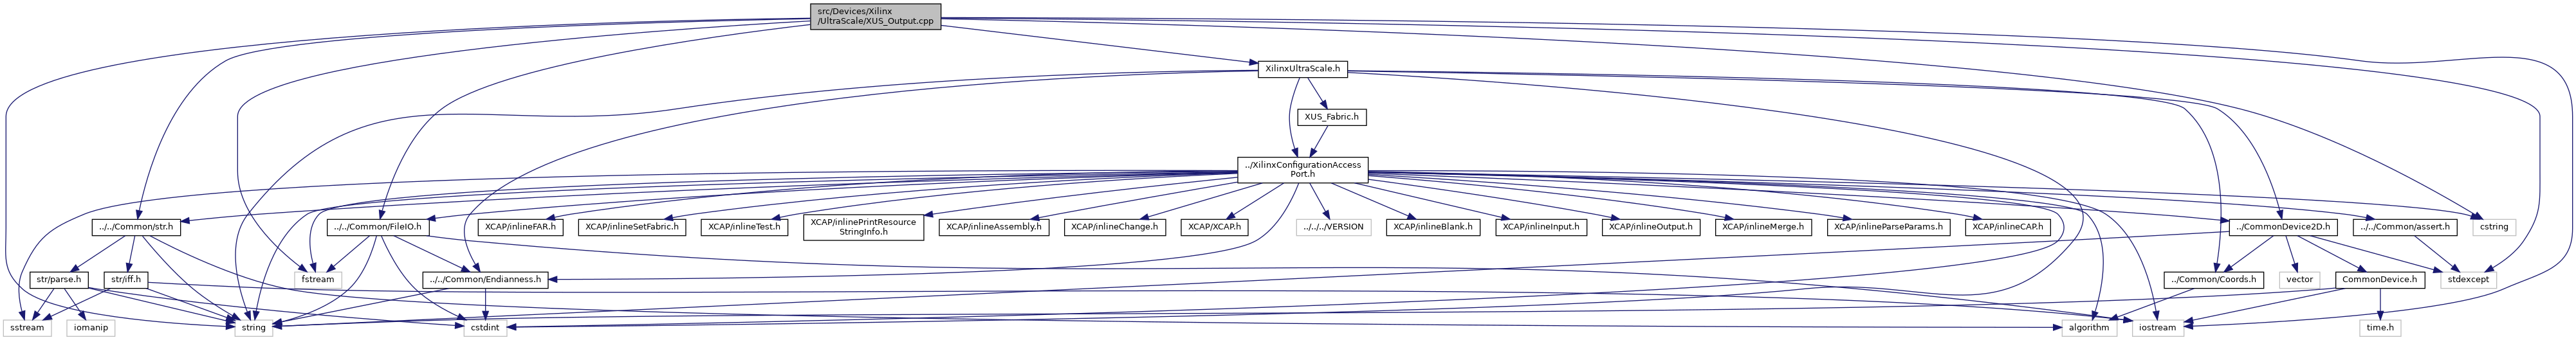 src/Devices/Xilinx
/UltraScale/XUS_Output.cpp
XilinxUltraScale.h
XUS_Fabric.h
../XilinxConfigurationAccess
Port.h
../../Common/str.h
../../Common/FileIO.h
XCAP/inlineFAR.h
XCAP/inlineSetFabric.h
XCAP/inlineTest.h
XCAP/inlinePrintResource
StringInfo.h
XCAP/inlineAssembly.h
XCAP/inlineChange.h
XCAP/XCAP.h
../../../VERSION
XCAP/inlineBlank.h
XCAP/inlineInput.h
XCAP/inlineOutput.h
XCAP/inlineMerge.h
XCAP/inlineParseParams.h
XCAP/inlineCAP.h
../CommonDevice2D.h
../../Common/assert.h
cstring
str/parse.h
str/iff.h
fstream
../../Common/Endianness.h
../Common/Coords.h
vector
CommonDevice.h
stdexcept
sstream
iomanip
string
cstdint
algorithm
iostream
time.h